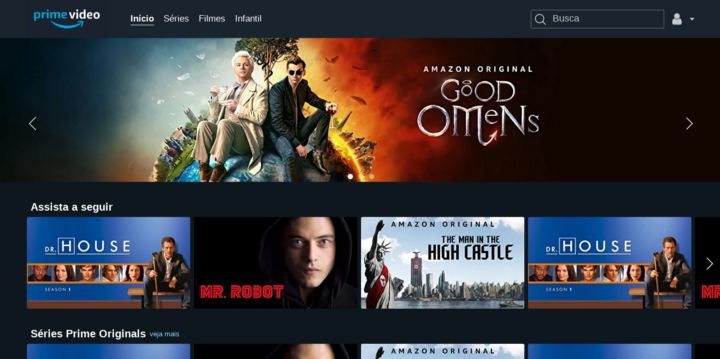 prime video
Início Séries Filmes Infantil
Busca
AMAZON ORIGINAL
GOOD
OMENS
Assista a seguir
DR. HOUSE
SEASON 1
MR. ROBOT
AMAZON ORIGINAL
THE MAN IN THE
HIGH CASTLE
DR. HOUSE
SEASON 1
Séries Prime Originals veja mais
AMAZON ORIGINAL